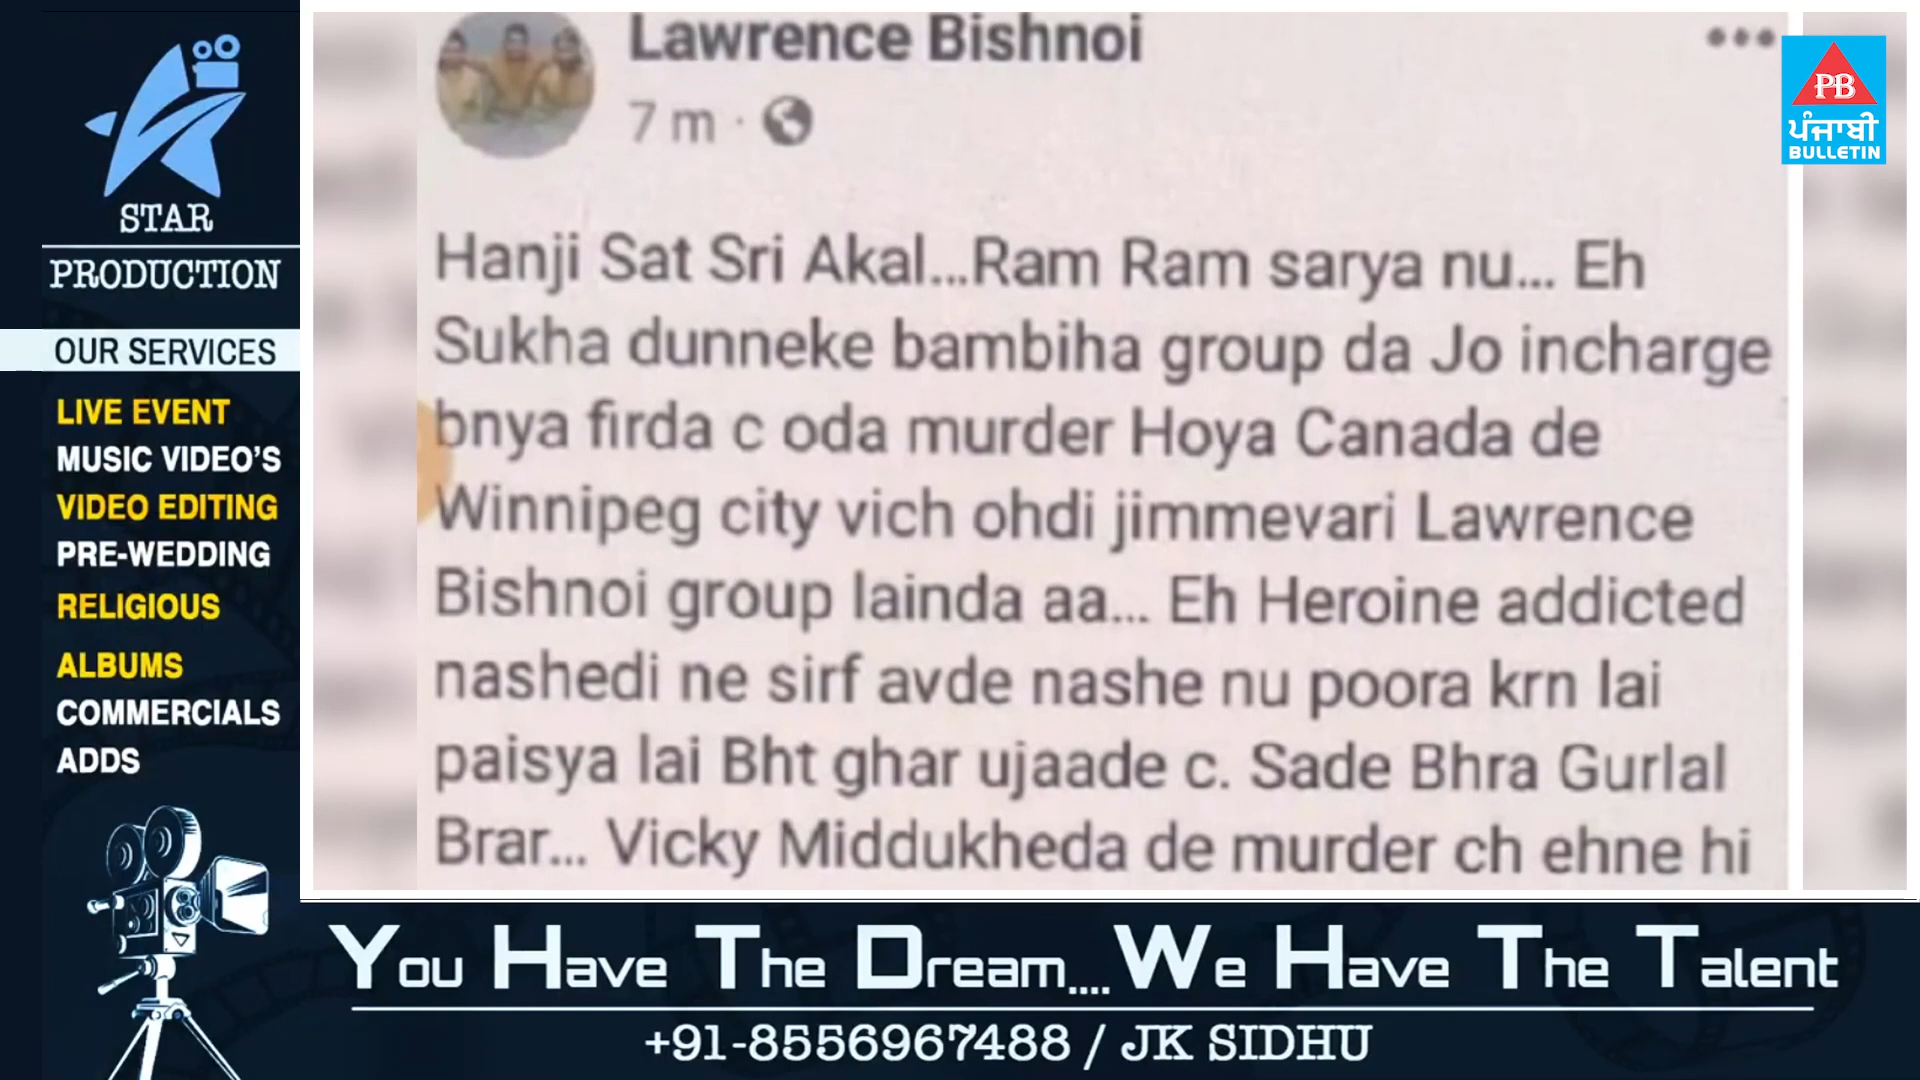 STAR
PRODUCTION
OUR SERVICES
LIVE EVENT
MUSIC VIDEO'S
VIDEO EDITING
PRE-WEDDING
RELIGIOUS
ALBUMS
COMMERCIALS
ADDS
Lawrence Bishnoi
7 m ·
Hanji Sat Sri Akal...Ram Ram sarya nu... Eh
Sukha dunneke bambiha group da Jo incharge
bnya firda c oda murder Hoya Canada de
Winnipeg city vich ohdi jimmevari Lawrence
Bishnoi group lainda aa... Eh Heroine addicted
nashedi ne sirf avde nashe nu poora krn lai
paisya lai Bht ghar ujaade c. Sade Bhra Gurlal
Brar... Vicky Middukheda de murder ch ehne hi
PB
ਪੰਜਾਬੀ
BULLETIN
You Have The Dream....We Have The Talent
+91-8556967488 / JK SIDHU